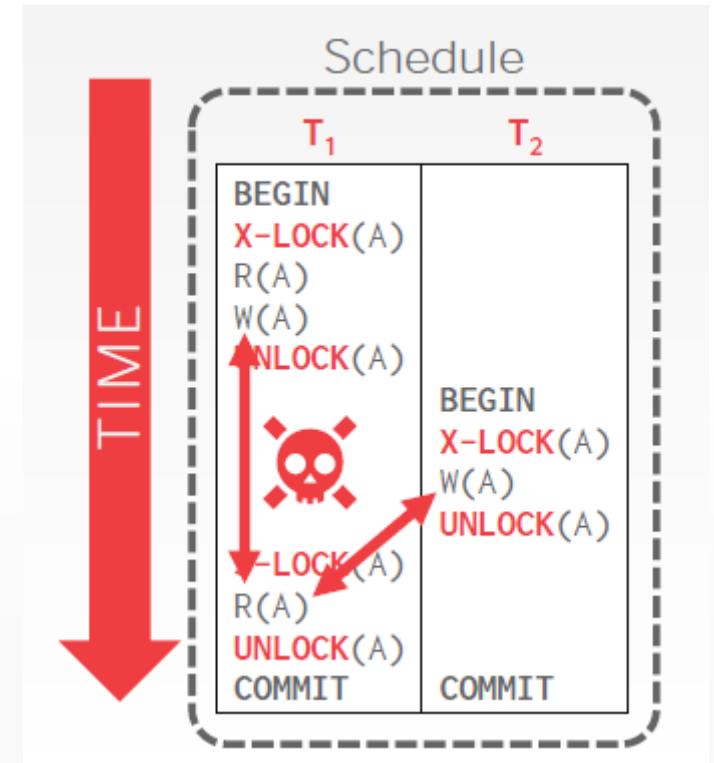 Schedule
TIME
T₁
BEGIN
X-LOCK(A)
R(A)
W(A)
UNLOCK(A)
S-LOCK(A)
R(A)
UNLOCK(A)
COMMIT
T₂
BEGIN
X-LOCK(A)
W(A)
UNLOCK(A)
COMMIT